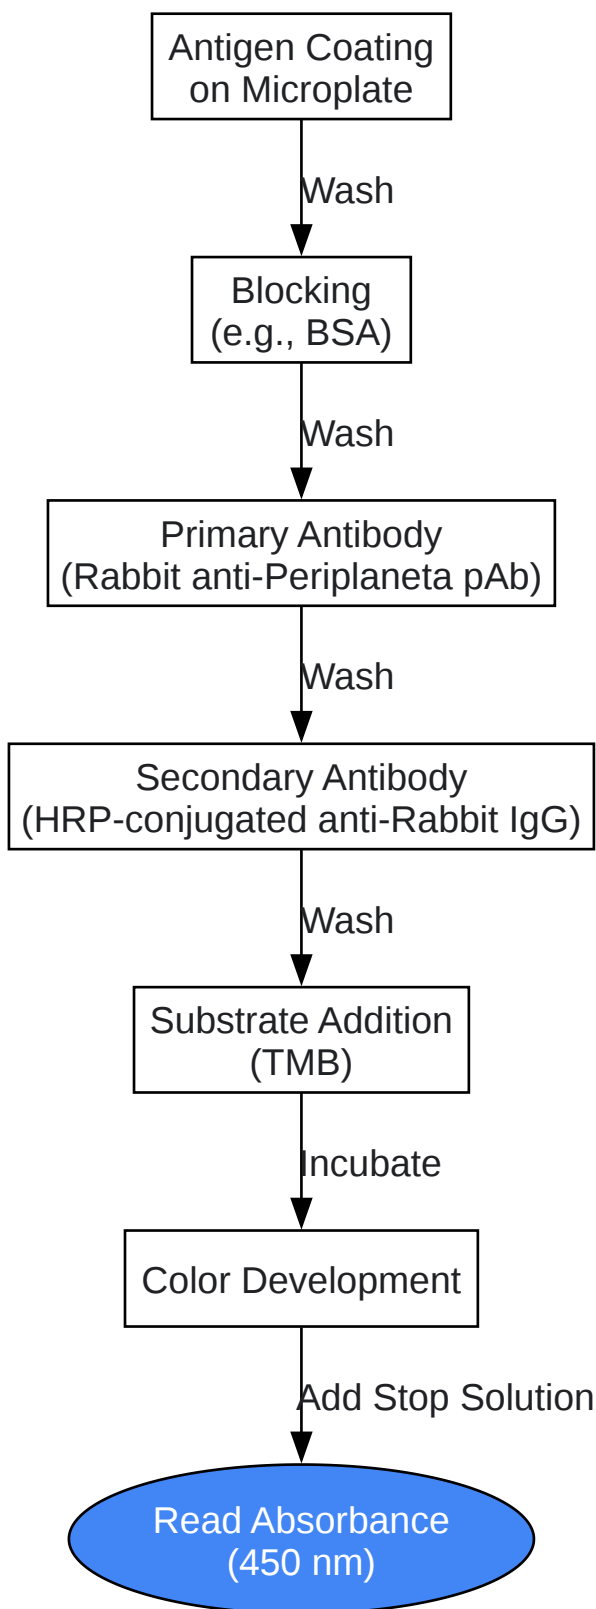 Antigen Coating
on Microplate
Wash
Blocking
(e.g., BSA)
Wash
Primary Antibody
(Rabbit anti-Periplaneta pAb)
Wash
Secondary Antibody
(HRP-conjugated anti-Rabbit IgG)
Wash
Substrate Addition
(TMB)
Incubate
Color Development
Add Stop Solution
Read Absorbance
(450 nm)